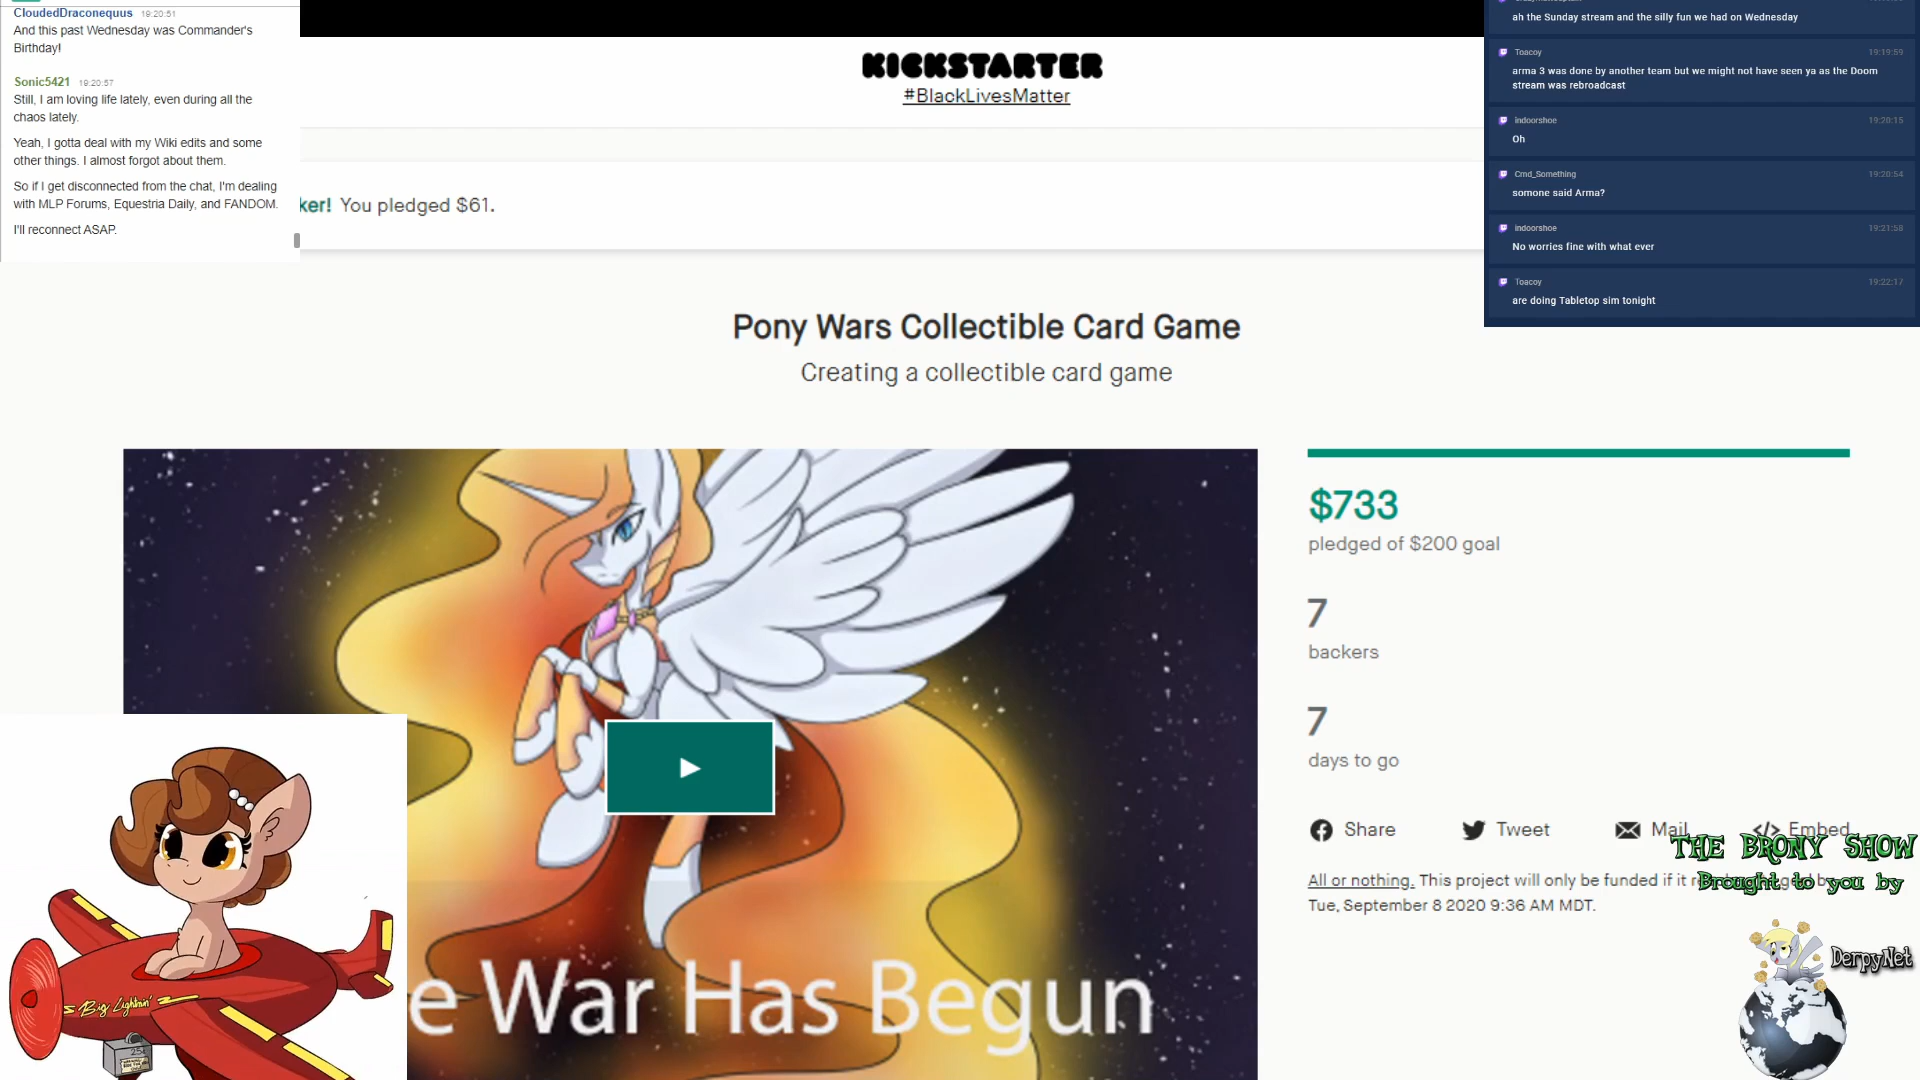 CloudedDraconequus 19:20:51
And this past Wednesday was Commander's
Birthday!
Sonic5421 19:20:57
Still, I am loving life lately, even during all the
chaos lately.
Yeah, I gotta deal with my Wiki edits and some
other things. I almost forgot about them.
So if I get disconnected from the chat, I'm dealing
with MLP Forums, Equestria Daily, and FANDOM.
I'll reconnect ASAP.
KICKSTARTER
#BlackLivesMatter
ker! You pledged $61.
Pony Wars Collectible Card Game
Creating a collectible card game
ah the Sunday stream and the silly fun we had on Wednesday
Toacoy 19:19:59
arma 3 was done by another team but we might not have seen ya as the Doom
stream was rebroadcast
indoorshoe 19:20:15
Oh
Cmd_Something 19:20:54
somone said Arma?
indoorshoe 19:21:58
No worries fine with what ever
Toacoy 19:22:17
are doing Tabletop sim tonight
$733
pledged of $200 goal
7
backers
7
days to go
Share Tweet Mail </> Embed
All or nothing. This project will only be funded if it
Tue, September 8 2020 9:36 AM MDT.
THE BRONY SHOW
Brought to you by
DerpyNet
e War Has Begun
Big Lightnin'